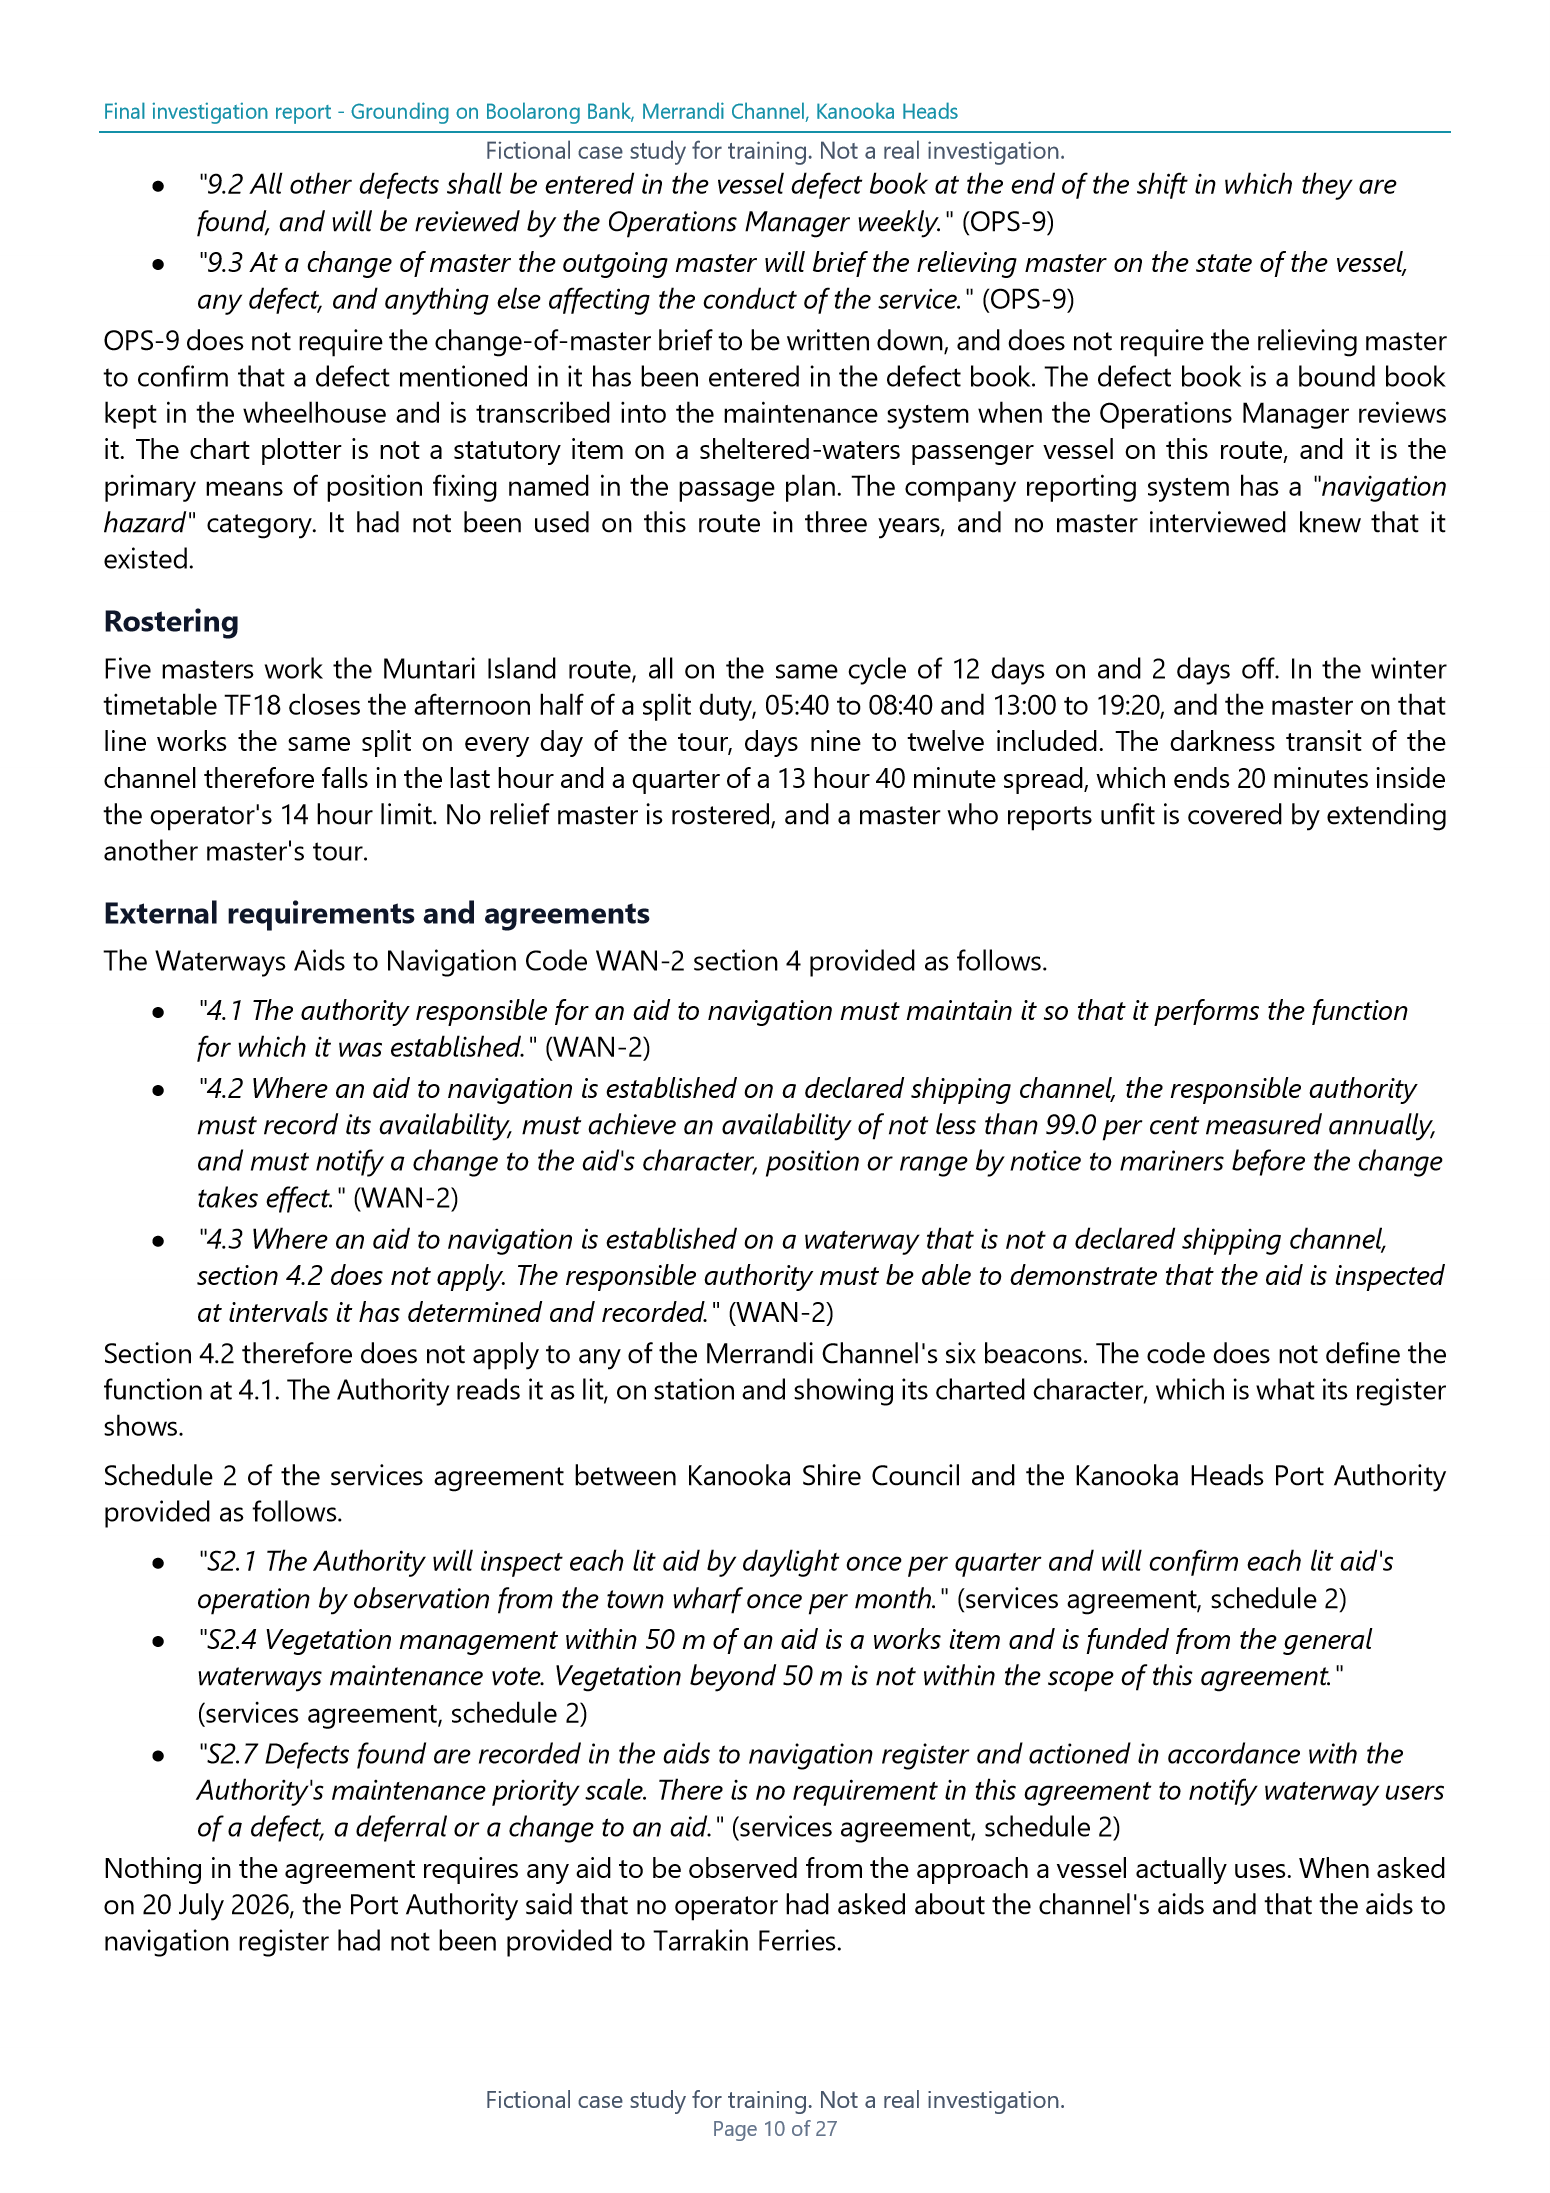 Final investigation report - Grounding on Boolarong Bank, Merrandi Channel, Kanooka Heads
Fictional case study for training. Not a real investigation.
● "9.2 All other defects shall be entered in the vessel defect book at the end of the shift in which they are
found, and will be reviewed by the Operations Manager weekly." (OPS-9)
● "9.3 At a change of master the outgoing master will brief the relieving master on the state of the vessel,
any defect, and anything else affecting the conduct of the service." (OPS-9)
OPS-9 does not require the change-of-master brief to be written down, and does not require the relieving master
to confirm that a defect mentioned in it has been entered in the defect book. The defect book is a bound book
kept in the wheelhouse and is transcribed into the maintenance system when the Operations Manager reviews
it. The chart plotter is not a statutory item on a sheltered-waters passenger vessel on this route, and it is the
primary means of position fixing named in the passage plan. The company reporting system has a "navigation
hazard" category. It had not been used on this route in three years, and no master interviewed knew that it
existed.
Rostering
Five masters work the Muntari Island route, all on the same cycle of 12 days on and 2 days off. In the winter
timetable TF18 closes the afternoon half of a split duty, 05:40 to 08:40 and 13:00 to 19:20, and the master on that
line works the same split on every day of the tour, days nine to twelve included. The darkness transit of the
channel therefore falls in the last hour and a quarter of a 13 hour 40 minute spread, which ends 20 minutes inside
the operator's 14 hour limit. No relief master is rostered, and a master who reports unfit is covered by extending
another master's tour.
External requirements and agreements
The Waterways Aids to Navigation Code WAN-2 section 4 provided as follows.
● "4.1 The authority responsible for an aid to navigation must maintain it so that it performs the function
for which it was established." (WAN-2)
● "4.2 Where an aid to navigation is established on a declared shipping channel, the responsible authority
must record its availability, must achieve an availability of not less than 99.0 per cent measured annually,
and must notify a change to the aid's character, position or range by notice to mariners before the change
takes effect." (WAN-2)
● "4.3 Where an aid to navigation is established on a waterway that is not a declared shipping channel,
section 4.2 does not apply. The responsible authority must be able to demonstrate that the aid is inspected
at intervals it has determined and recorded." (WAN-2)
Section 4.2 therefore does not apply to any of the Merrandi Channel's six beacons. The code does not define the
function at 4.1. The Authority reads it as lit, on station and showing its charted character, which is what its register
shows.
Schedule 2 of the services agreement between Kanooka Shire Council and the Kanooka Heads Port Authority
provided as follows.
● "S2.1 The Authority will inspect each lit aid by daylight once per quarter and will confirm each lit aid's
operation by observation from the town wharf once per month." (services agreement, schedule 2)
● "S2.4 Vegetation management within 50 m of an aid is a works item and is funded from the general
waterways maintenance vote. Vegetation beyond 50 m is not within the scope of this agreement."
(services agreement, schedule 2)
● "S2.7 Defects found are recorded in the aids to navigation register and actioned in accordance with the
Authority's maintenance priority scale. There is no requirement in this agreement to notify waterway users
of a defect, a deferral or a change to an aid." (services agreement, schedule 2)
Nothing in the agreement requires any aid to be observed from the approach a vessel actually uses. When asked
on 20 July 2026, the Port Authority said that no operator had asked about the channel's aids and that the aids to
navigation register had not been provided to Tarrakin Ferries.
Fictional case study for training. Not a real investigation.
Page 10 of 27